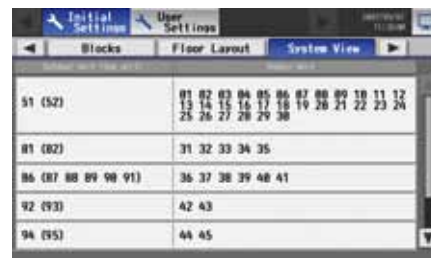 Initial Settings
User Settings
Blocks
Floor Layout
System View
51 (52)
01 02 03 04 05 06 07 08 09 10 11 12
13 14 15 16 17 18 19 20 21 22 23 24
25 26 27 28 29 30
81 (82)
31 32 33 34 35
86 (87 88 89 90 91)
36 37 38 39 40 41
92 (93)
42 43
94 (95)
44 45